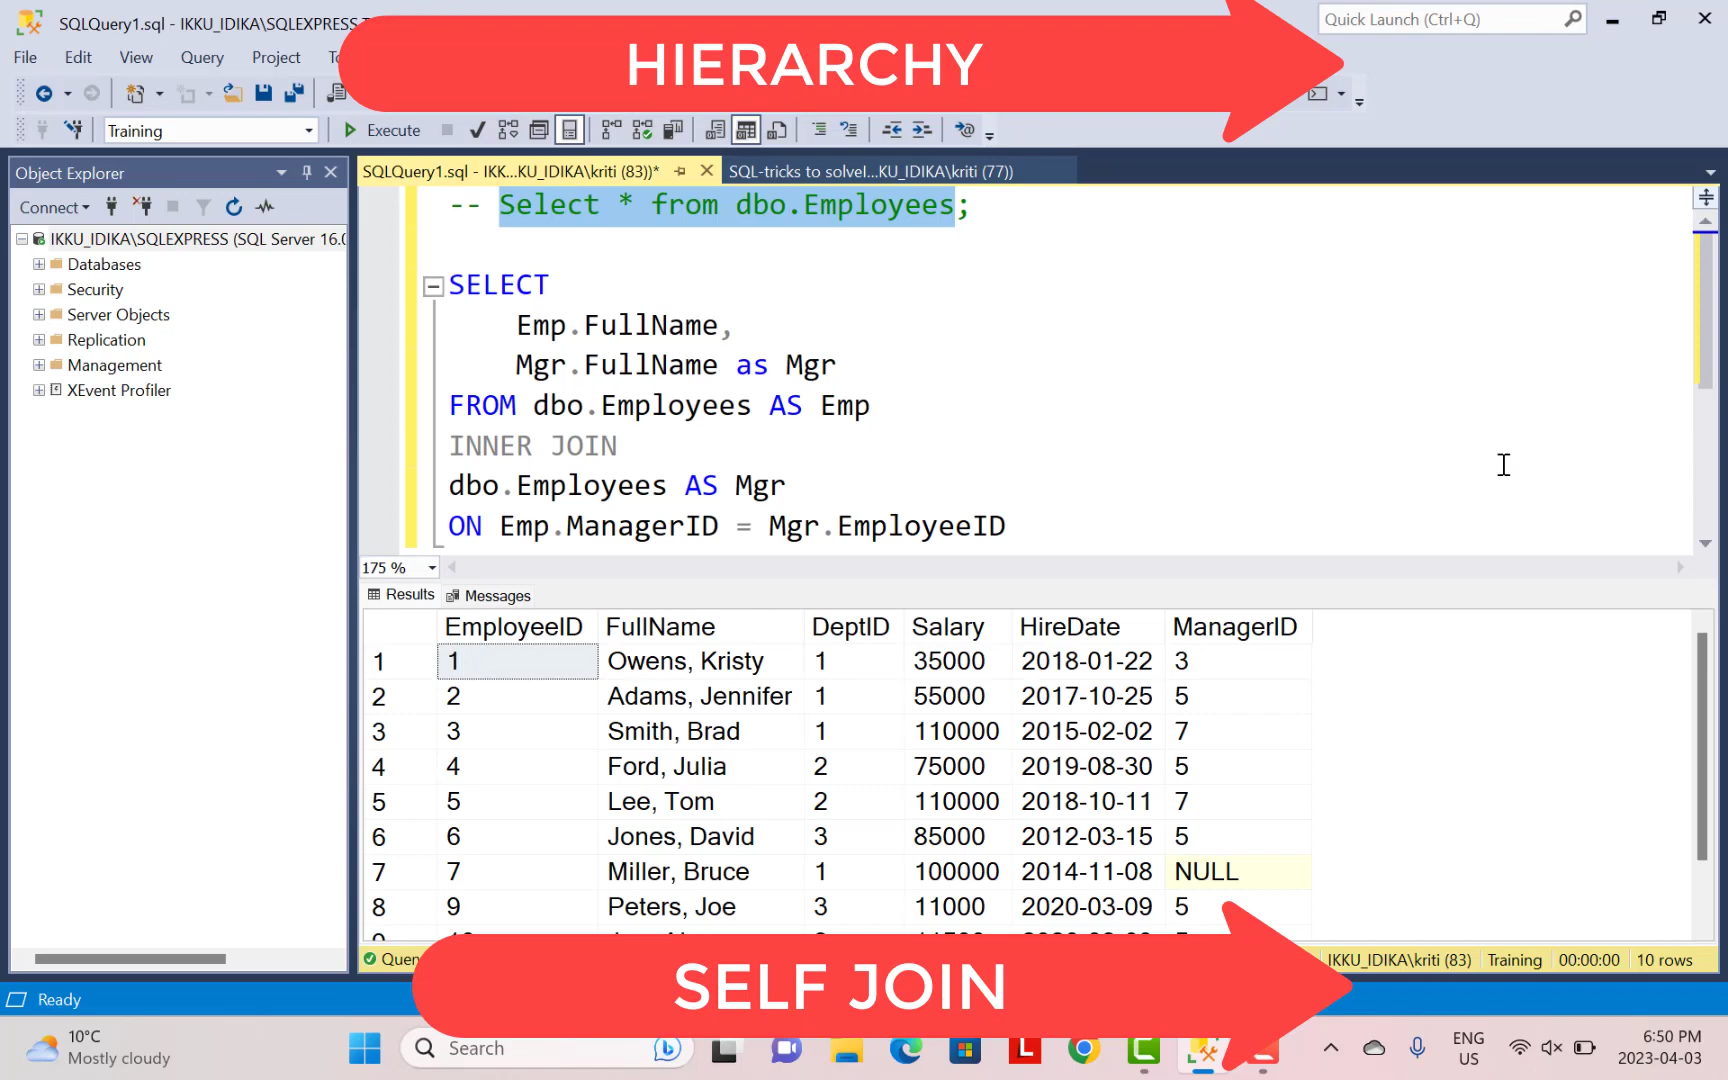 SQLQuery1.sql - IKKU_IDIKA\SQLEXPRESS.T
Quick Launch (Ctrl+Q)
HIERARCHY
File Edit View Query Project
Training
Execute
Object Explorer
SQLQuery1.sql - IKK...KU_IDIKA\kriti (83))*
SQL-tricks to solvel...KU_IDIKA\kriti (77))
Connect
IKKU_IDIKA\SQLEXPRESS (SQL Server 16.0
Databases
Security
Server Objects
Replication
Management
XEvent Profiler
-- Select * from dbo.Employees;
SELECT
Emp.FullName,
Mgr.FullName as Mgr
FROM dbo.Employees AS Emp
INNER JOIN
dbo.Employees AS Mgr
ON Emp.ManagerID = Mgr.EmployeeID
175 %
Results Messages
EmployeeID FullName DeptID Salary HireDate ManagerID
1 1 Owens, Kristy 1 35000 2018-01-22 3
2 2 Adams, Jennifer 1 55000 2017-10-25 5
3 3 Smith, Brad 1 110000 2015-02-02 7
4 4 Ford, Julia 2 75000 2019-08-30 5
5 5 Lee, Tom 2 110000 2018-10-11 7
6 6 Jones, David 3 85000 2012-03-15 5
7 7 Miller, Bruce 1 100000 2014-11-08 NULL
8 9 Peters, Joe 3 11000 2020-03-09 5
IKKU_IDIKA\kriti (83) Training 00:00:00 10 rows
SELF JOIN
Ready
10°C
Mostly cloudy
Search
ENG
US
6:50 PM
2023-04-03